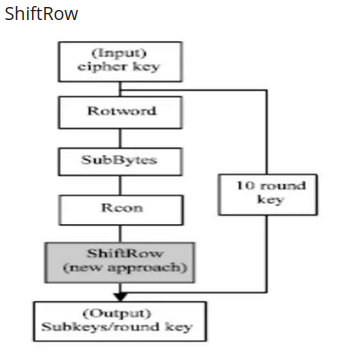 ShiftRow
(Input)
cipher key
Rotword
SubBytes
10 round
key
Rcon
ShiftRow
(new approach)
(Output)
Subkeys/round key